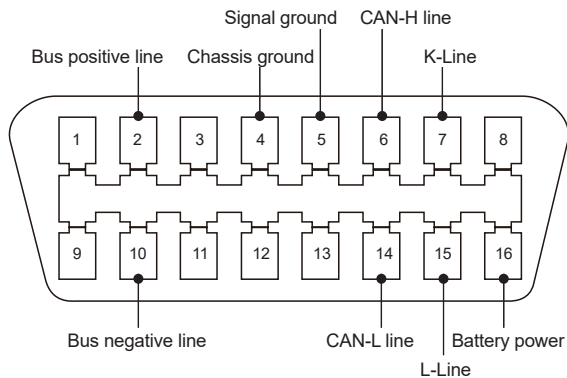 Signal ground CAN-H line
Bus positive line Chassis ground K-Line
1 2 3 4 5 6 7 8
9 10 11 12 13 14 15 16
Bus negative line CAN-L line Battery power
L-Line